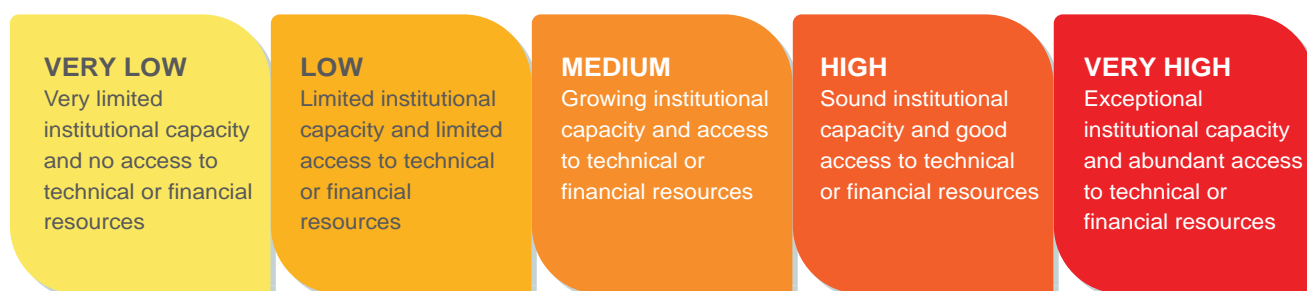 VERY LOW
Very limited
institutional capacity
and no access to
technical or financial
resources
LOW
Limited institutional
capacity and limited
access to technical
or financial
resources
MEDIUM
Growing institutional
capacity and access
to technical or
financial resources
HIGH
Sound institutional
capacity and good
access to technical
or financial resources
VERY HIGH
Exceptional
institutional capacity
and abundant access
to technical or
financial resources